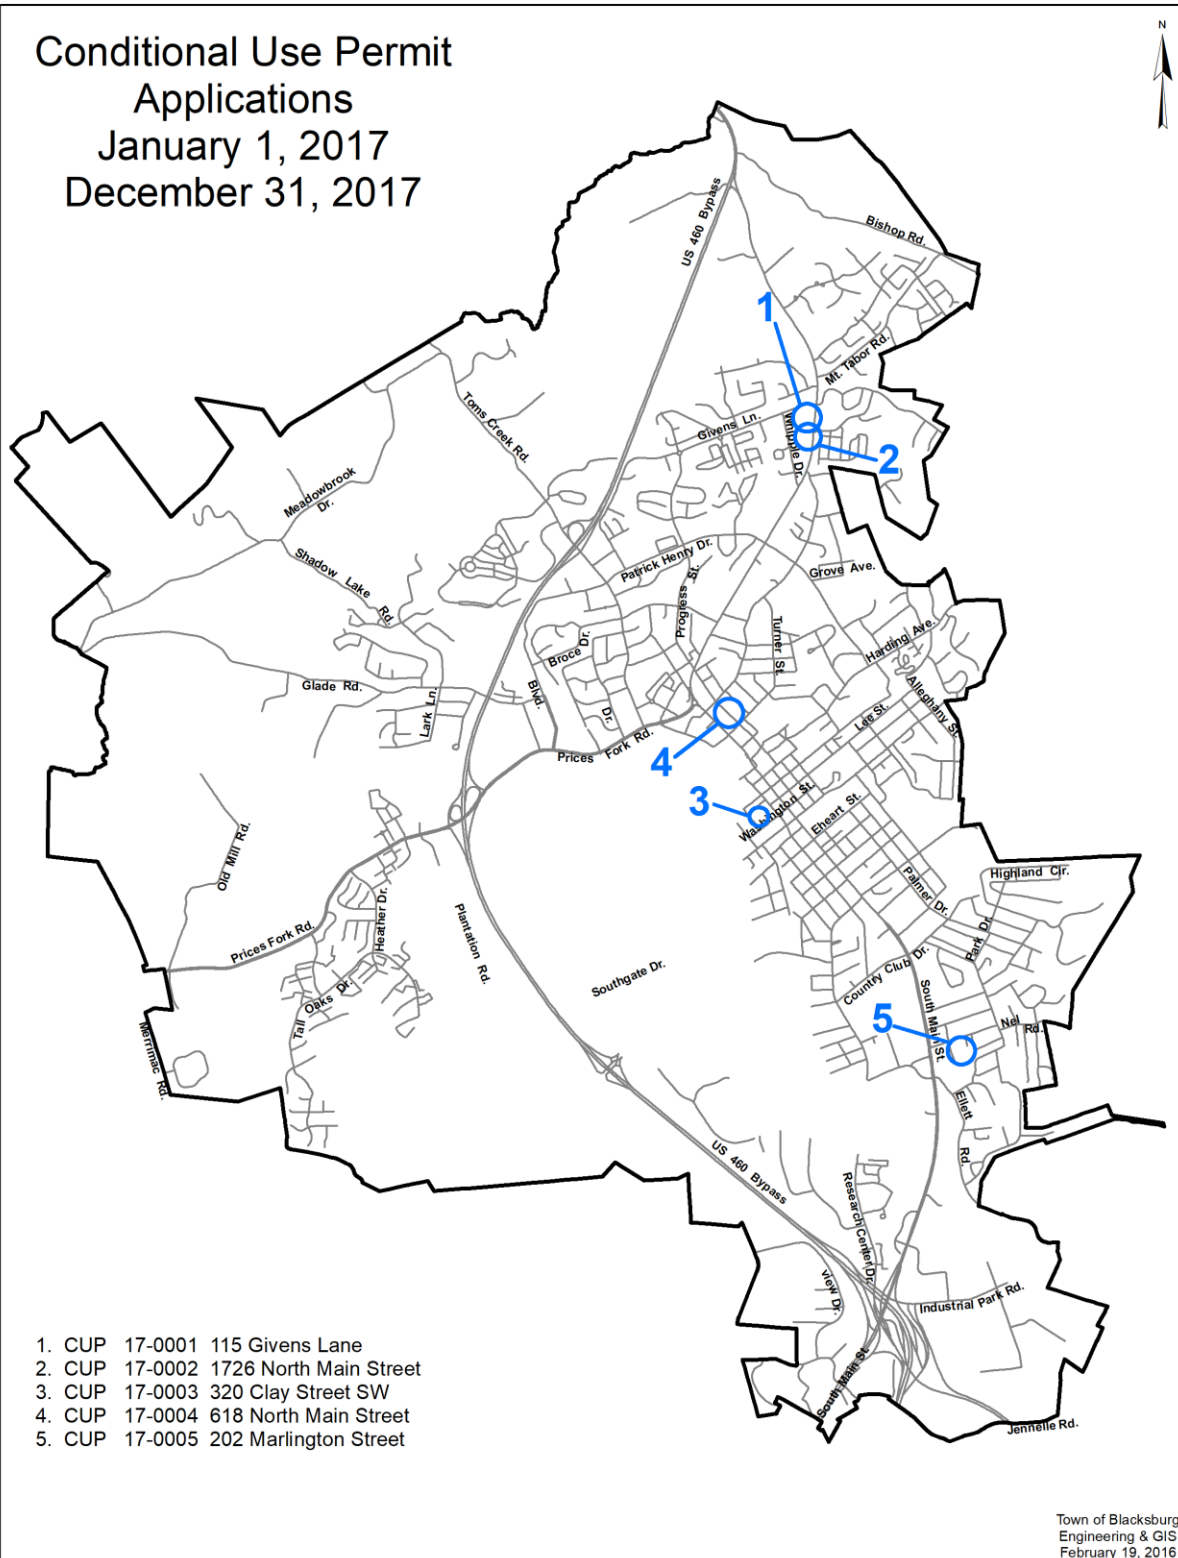 Conditional Use Permit
Applications
January 1, 2017
December 31, 2017
N
US 460 Bypass
Bishop Rd.
1
Mt. Tabor Rd.
Toms Creek Rd.
Givens Ln.
Whipple Dr.
2
Meadowbrook
Dr.
Shadow Lake Rd.
Patrick Henry Dr.
Grove Ave.
Progress St.
Turner St.
Broce Dr.
Harding Ave.
Glade Rd.
Lark Ln.
Blvd.
Dr.
Alleghany St.
Lee St.
Prices Fork Rd.
4
3
Washington St.
Eheart St.
Old Mill Rd.
Palmer Dr.
Highland Cir.
Prices Fork Rd.
Heather Dr.
Plantation Rd.
Park Dr.
Southgate Dr.
Country Club Dr.
South Main St.
5
Nel Rd.
Tall Oaks Dr.
Merrimac Rd.
Ellett Rd.
US 460 Bypass
Research Center Dr.
view Dr.
Industrial Park Rd.
South Main St.
Jennelle Rd.
1. CUP 17-0001 115 Givens Lane
2. CUP 17-0002 1726 North Main Street
3. CUP 17-0003 320 Clay Street SW
4. CUP 17-0004 618 North Main Street
5. CUP 17-0005 202 Marlington Street
Town of Blacksburg
Engineering & GIS
February 19, 2016